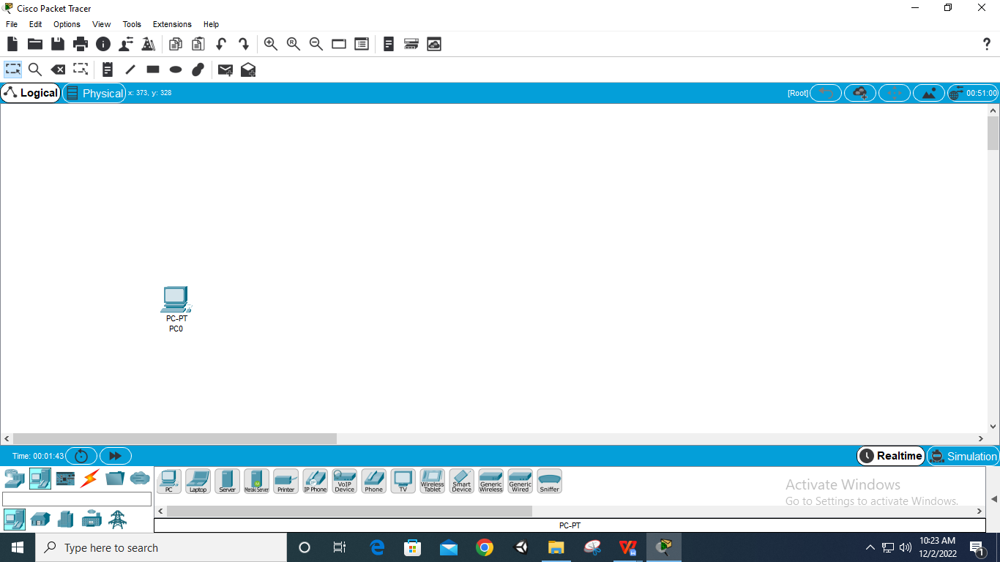 Cisco Packet Tracer
File Edit Options View Tools Extensions Help
R
?
Logical Physical x: 373, y: 328 [Root] 00:51:00
PC-PT
PC0
Time: 00:01:43 Realtime Simulation
PC Laptop Server Meraki Server Printer IP IP Phone VoIP Device Phone TV Wireless Tablet Smart Device Generic Wireless Generic Wired Sniffer
Activate Windows
Go to Settings to activate Windows.
PC-PT
Type here to search
10:23 AM
12/2/2022
1